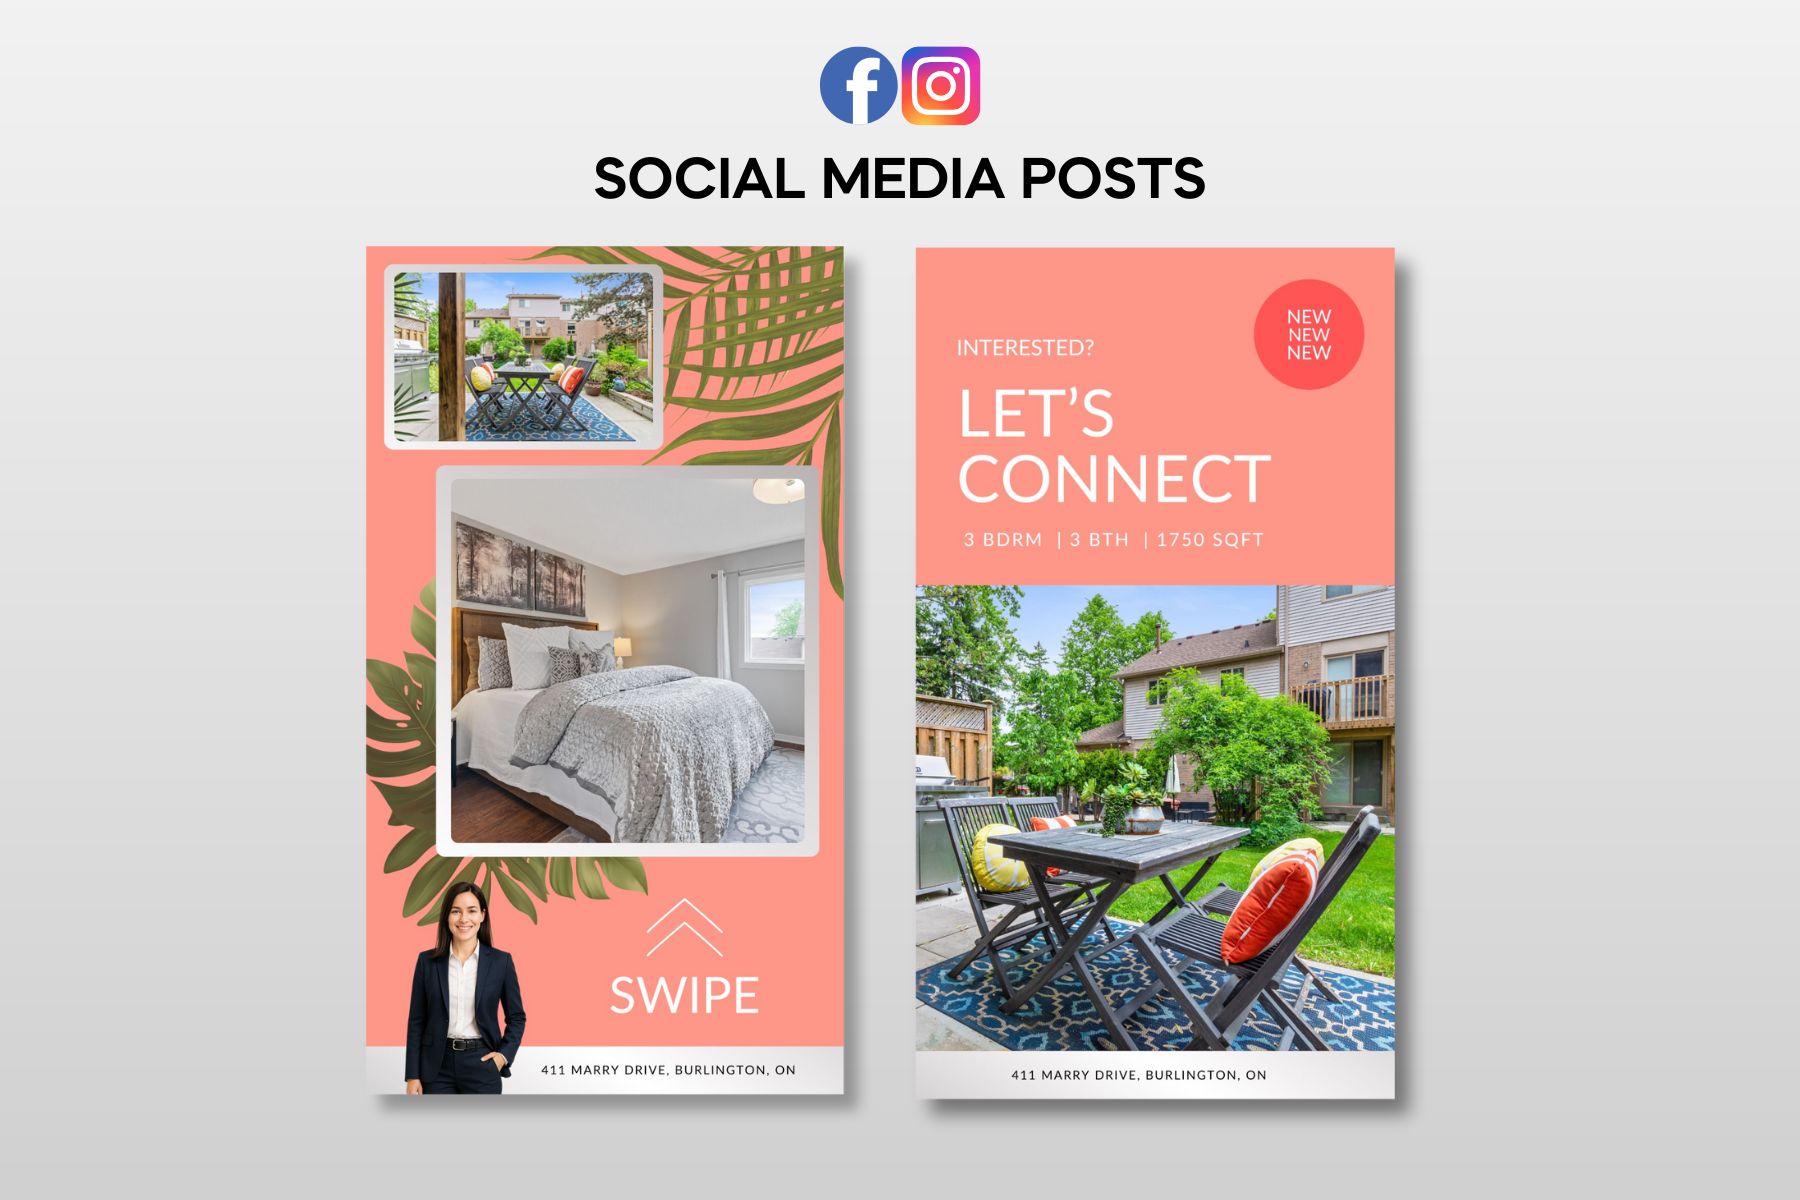 SOCIAL MEDIA POSTS
SWIPE
411 MARRY DRIVE, BURLINGTON, ON
NEW
NEW
NEW
INTERESTED?
LET'S
CONNECT
3 BDRM | 3 BTH | 1750 SQFT
411 MARRY DRIVE, BURLINGTON, ON